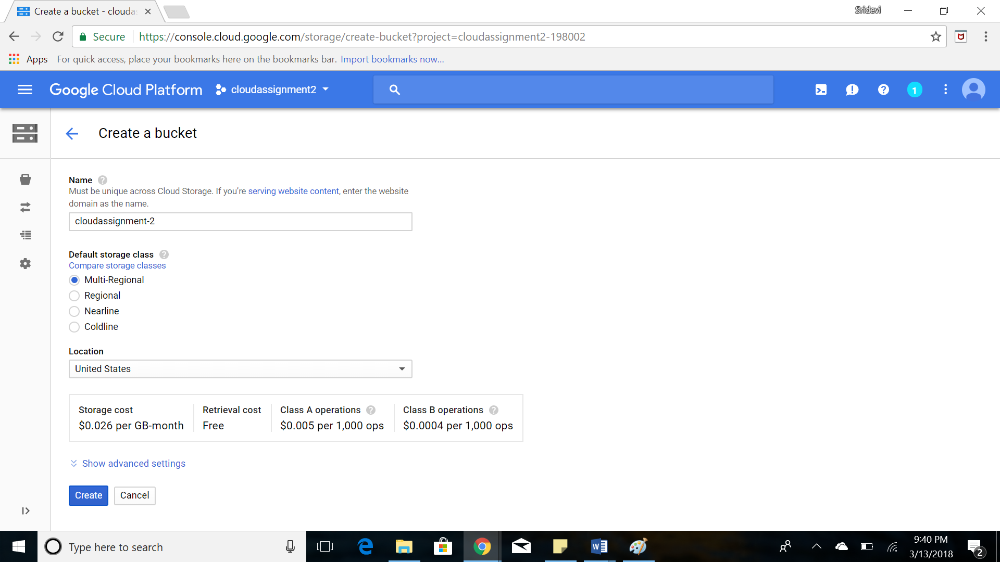 Create a bucket - clouda
Sridevi
Secure
https://console.cloud.google.com/storage/create-bucket?project=cloudassignment2-198002
Apps For quick access, place your bookmarks here on the bookmarks bar. Import bookmarks now...
Google Cloud Platform cloudassignment2
1
Create a bucket
Name
Must be unique across Cloud Storage. If you’re serving website content, enter the website
domain as the name.
cloudassignment-2
Default storage class
Compare storage classes
Multi-Regional
Regional
Nearline
Coldline
Location
United States
Storage cost Retrieval cost Class A operations Class B operations
$0.026 per GB-month Free $0.005 per 1,000 ops $0.0004 per 1,000 ops
Show advanced settings
Create Cancel
Type here to search
9:40 PM
3/13/2018
2